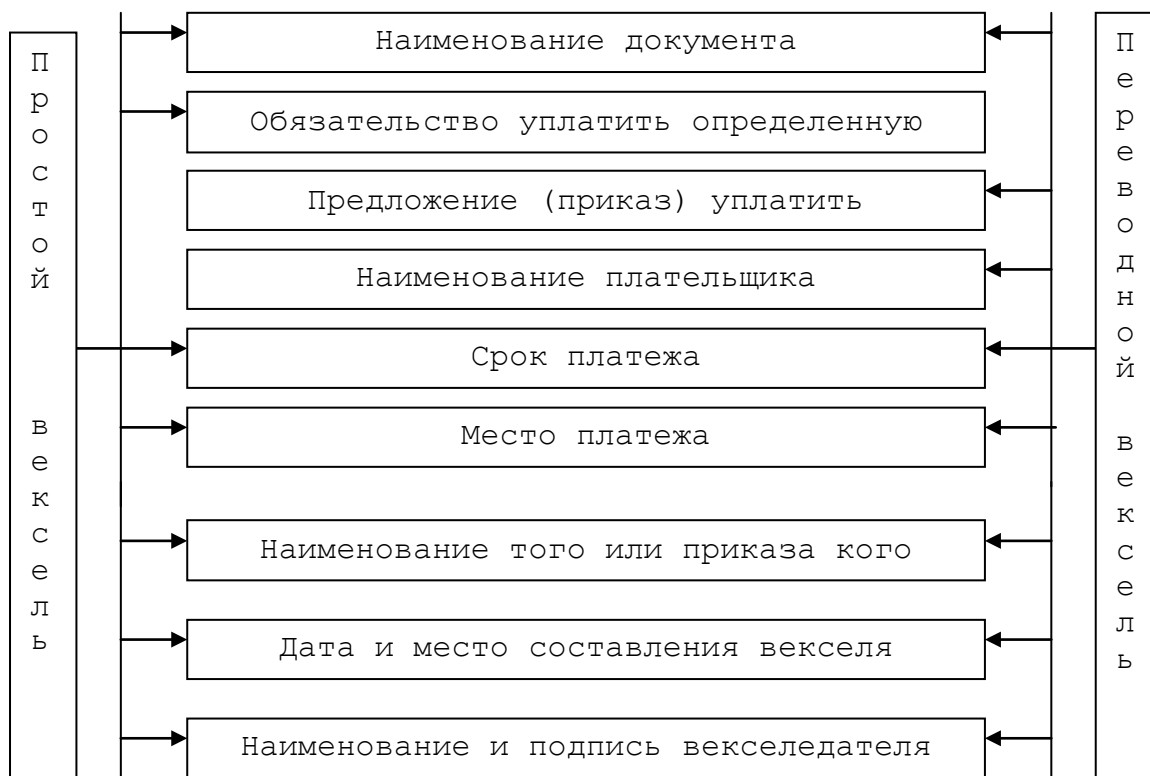 Простой вексель
Наименование документа
Обязательство уплатить определенную
Предложение (приказ) уплатить
Наименование плательщика
Срок платежа
Место платежа
Наименование того или приказа кого
Дата и место составления векселя
Наименование и подпись векселедателя
Переводной вексель